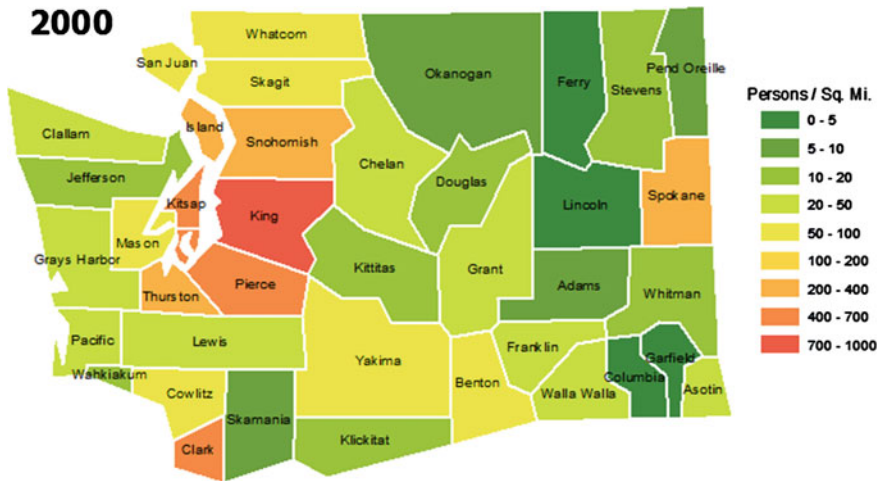 2000
Whatcom
San Juan
Skagit
Okanogan
Ferry
Stevens
Pend Oreille
Clallam
Island
Snohomish
Chelan
Jefferson
Douglas
Kitsap
King
Lincoln
Spokane
Mason
Grays Harbor
Kittitas
Grant
Thurston
Pierce
Adams
Whitman
Pacific
Lewis
Wahkiakum
Yakima
Franklin
Garfield
Cowlitz
Benton
Columbia
Walla Walla
Asotin
Skamania
Clark
Klickitat
Persons / Sq. Mi.
0 - 5
5 - 10
10 - 20
20 - 50
50 - 100
100 - 200
200 - 400
400 - 700
700 - 1000